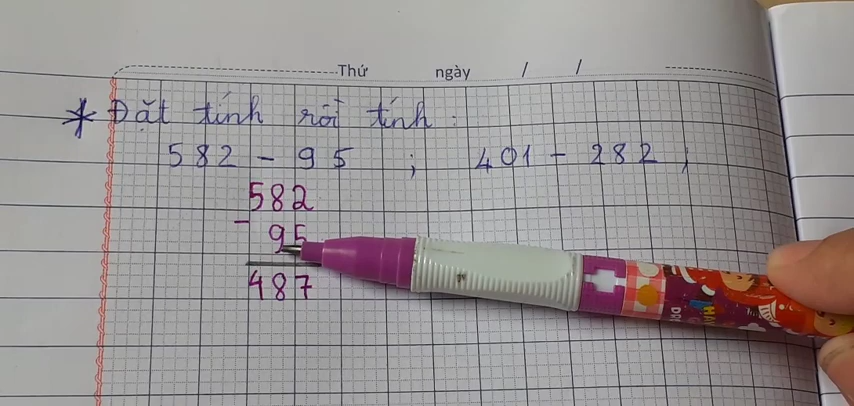 Thứ ngày / /
* Đặt tính rồi tính :
582 - 95 ; 401 - 282 ;
582
- 95
487